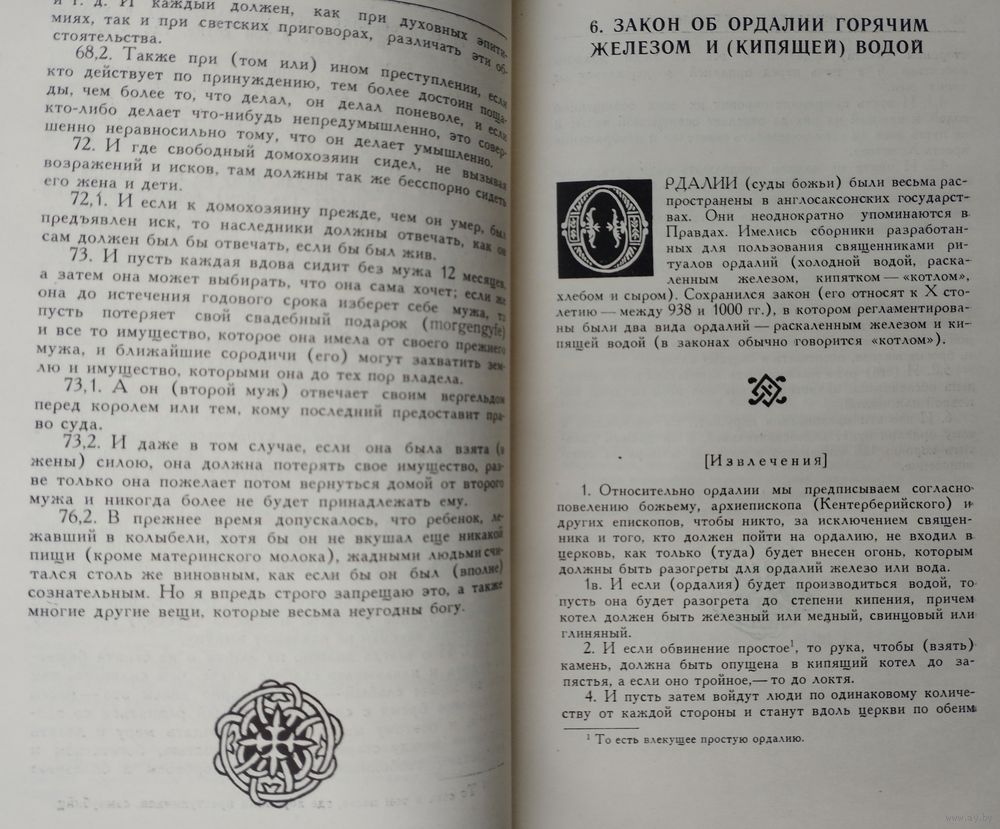 и т. д. И каждый должен, как при духовных эпити-
миях, так и при светских приговорах, различать эти об-
стоятельства.
68,2. Также при (том или) ином преступлении, если
кто действует по принуждению, тем более достоин поща-
ды, чем более то, что делал, он делал поневоле, и если
кто-либо делает что-нибудь непредумышленно, это совер-
шенно неравносильно тому, что он делает умышленно.
72. И где свободный домохозяин сидел, не вызывая
возражений и исков, там должны так же бесспорно сидеть
его жена и дети.
72,1. И если к домохозяину прежде, чем он умер, был
предъявлен иск, то наследники должны отвечать, как он
сам должен был бы отвечать, если бы был жив.
73. И пусть каждая вдова сидит без мужа 12 месяцев,
а затем она может выбирать, что она сама хочет; если же
она до истечения годового срока изберет себе мужа, то
пусть потеряет свой свадебный подарок (morgengyfe)
и все то имущество, которое она имела от своего прежнего
мужа, и ближайшие сородичи (его) могут захватить зем-
лю и имущество, которыми она до тех пор владела.
73,1. А он (второй муж) отвечает своим вергельдом
перед королем или тем, кому последний предоставит пра-
во суда.
73,2. И даже в том случае, если она была взята (в
жены) силою, она должна потерять свое имущество, раз-
ве только она пожелает потом вернуться домой от второго
мужа и никогда более не будет принадлежать ему.
76,2. В прежнее время допускалось, что ребенок, ле-
жавший в колыбели, хотя бы он не вкушал еще никакой
пищи (кроме материнского молока), жадными людьми счи-
тался столь же виновным, как если бы он был (вполне)
сознательным. Но я впредь строго запрещаю это, а также
многие другие вещи, которые весьма неугодны богу.
6. ЗАКОН ОБ ОРДАЛИИ ГОРЯЧИМ
ЖЕЛЕЗОМ И (КИПЯЩЕЙ) ВОДОЙ
ОРДАЛИИ (суды божьи) были весьма рас-
пространены в англосаксонских государст-
вах. Они неоднократно упоминаются в
Правдах. Имелись сборники разработан-
ных для пользования священниками ри-
туалов ордалий (холодной водой, раска-
ленным железом, кипятком — «котлом»,
хлебом и сыром). Сохранился закон (его относят к X сто-
летию — между 938 и 1000 гг.), в котором регламентирова-
ны были два вида ордалий — раскаленным железом и ки-
пящей водой (в законах обычно говорится «котлом»).
[Извлечения]
1. Относительно ордалии мы предписываем согласно
повелению божьему, архиепископа (Кентерберийского) и
других епископов, чтобы никто, за исключением священ-
ника и того, кто должен пойти на ордалию, не входил в
церковь, как только (туда) будет внесен огонь, которым
должны быть разогреты для ордалий железо или вода.
1в. И если (ордалия) будет производиться водой, то
пусть она будет разогрета до степени кипения, причем
котел должен быть железный или медный, свинцовый или
глиняный.
2. И если обвинение простое¹, то рука, чтобы (взять)
камень, должна быть опущена в кипящий котел до за-
пястья, а если оно тройное,— то до локтя.
4. И пусть затем войдут люди по одинаковому количе-
ству от каждой стороны и станут вдоль церкви по обеим
¹ То есть влекущее простую ордалию.
www.ay.by